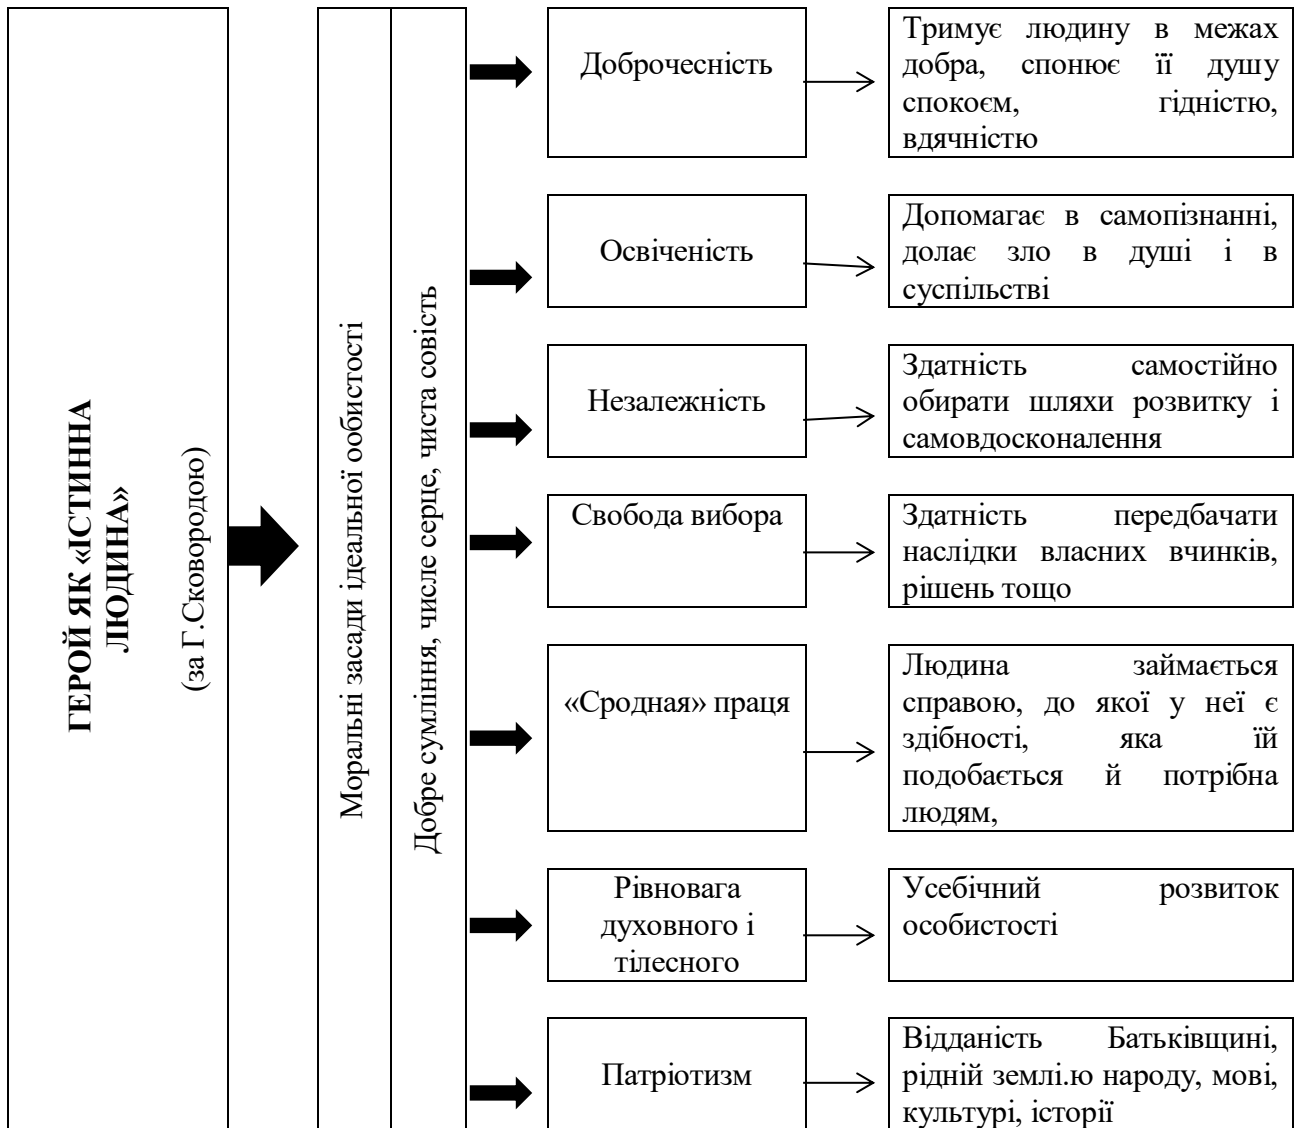 ГЕРОЙ ЯК «ІСТИННА
ЛЮДИНА»
(за Г.Сковородою)
Моральні засади ідеальної ообистості
Добре сумління, числе серце, чиста совість
Доброчесність
Тримує людину в межах
добра, спонює її душу
спокоєм, гідністю,
вдячністю
Освіченість
Допомагає в самопізнанні,
долає зло в душі і в
суспільстві
Незалежність
Здатність самостійно
обирати шляхи розвитку і
самовдосконалення
Свобода вибора
Здатність передбачати
наслідки власних вчинків,
рішень тощо
«Сродная» праця
Людина займається
справою, до якої у неї є
здібності, яка їй
подобається й потрібна
людям,
Рівновага
духовного і
тілесного
Усебічний розвиток
особистості
Патріотизм
Відданість Батьківщині,
рідній землі.ю народу, мові,
культурі, історії